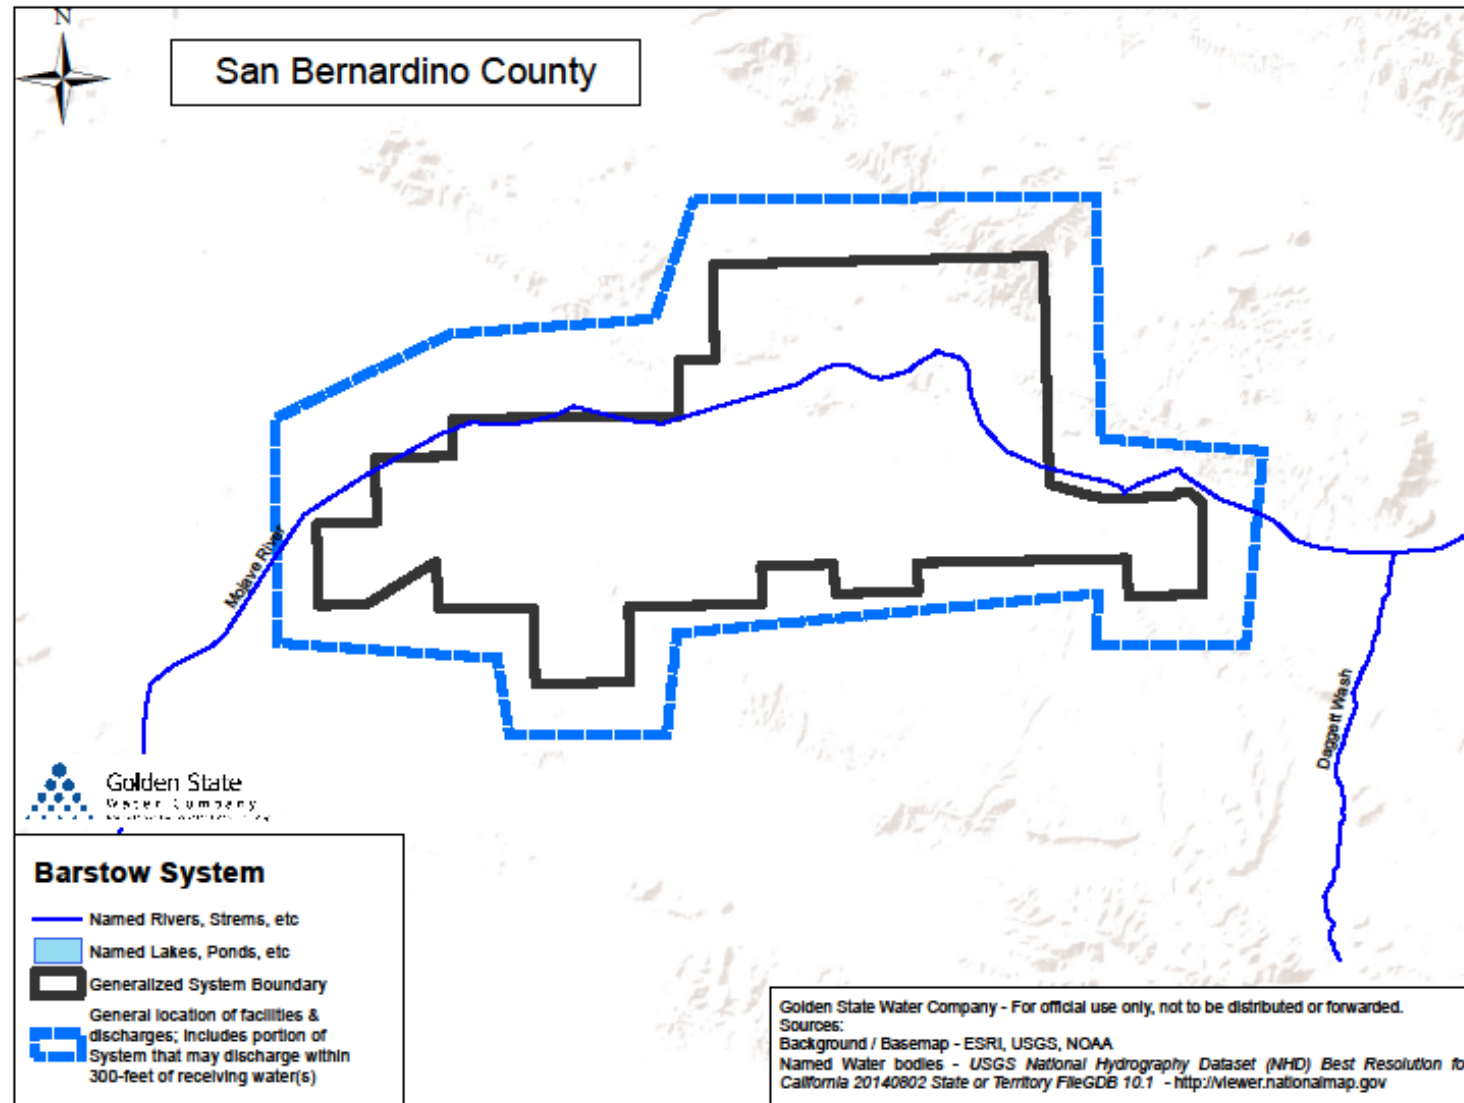 N
San Bernardino County
Mojave River
Daggett Wash
Golden State
Water Company
Barstow System
Named Rivers, Strems, etc
Named Lakes, Ponds, etc
Generalized System Boundary
General location of facilities &
discharges; includes portion of
System that may discharge within
300-feet of receiving water(s)
Golden State Water Company - For official use only, not to be distributed or forwarded.
Sources:
Background / Basemap - ESRI, USGS, NOAA
Named Water bodies - USGS National Hydrography Dataset (NHD) Best Resolution fo
California 20140802 State or Territory FileGDB 10.1 - http://viewer.nationalmap.gov